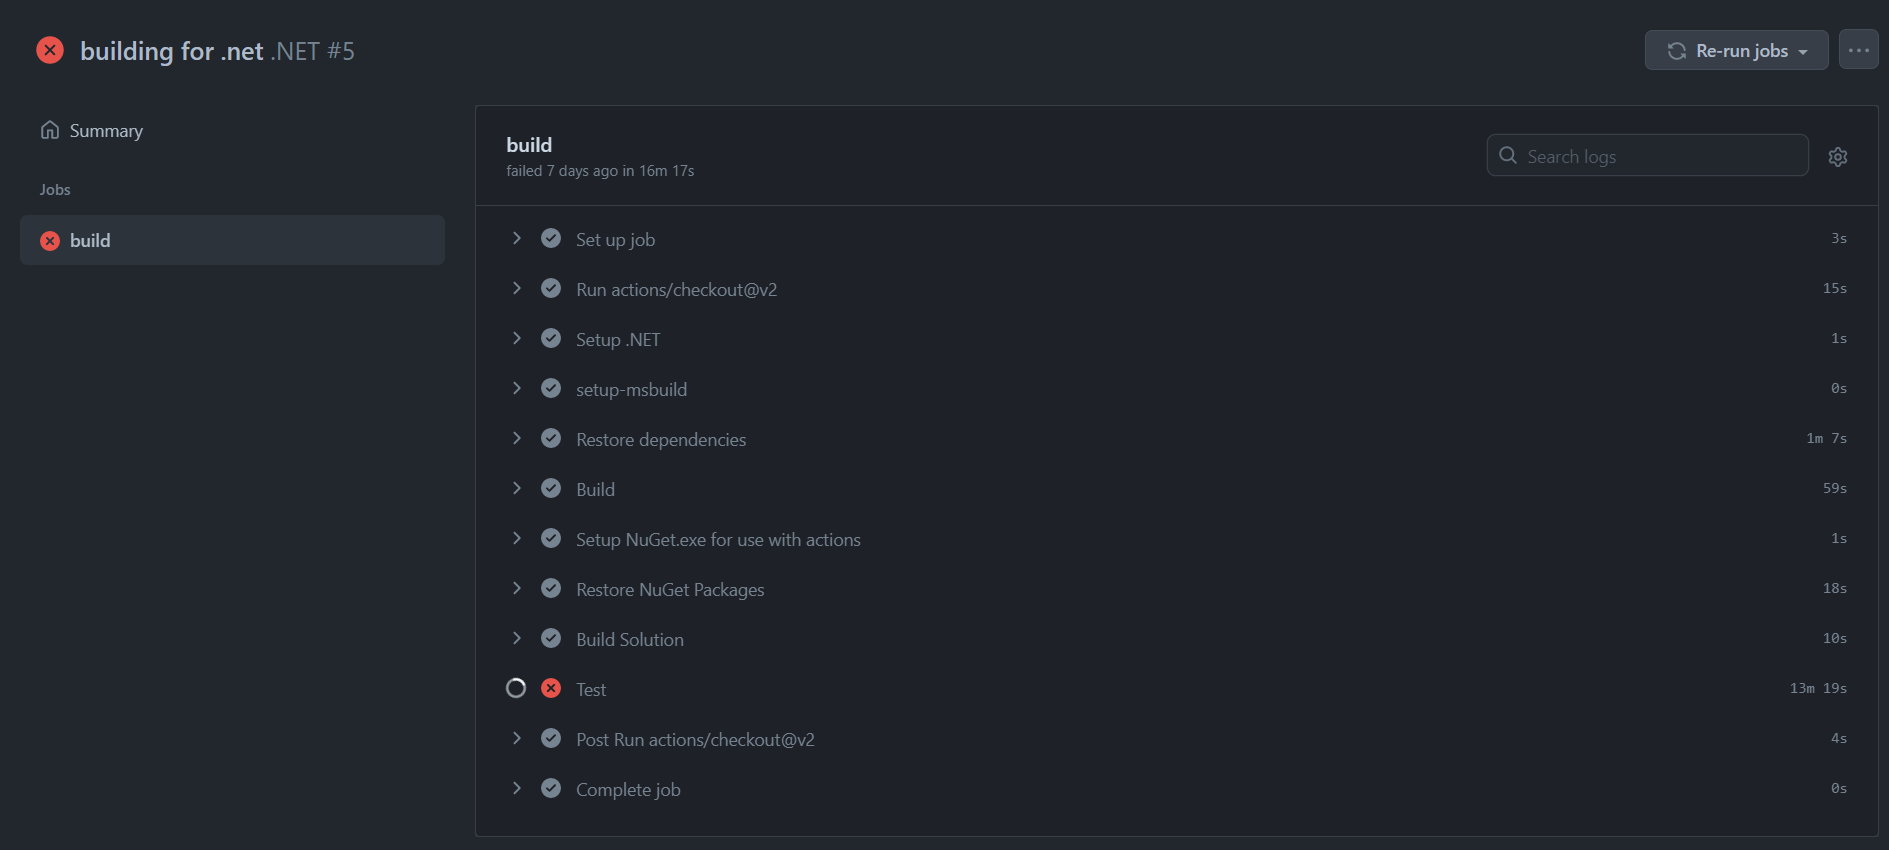 building for .net .NET #5
Re-run jobs
Summary
Jobs
build
build
failed 7 days ago in 16m 17s
Search logs
Set up job 3s
Run actions/checkout@v2 15s
Setup .NET 1s
setup-msbuild 0s
Restore dependencies 1m 7s
Build 59s
Setup NuGet.exe for use with actions 1s
Restore NuGet Packages 18s
Build Solution 10s
Test 13m 19s
Post Run actions/checkout@v2 4s
Complete job 0s